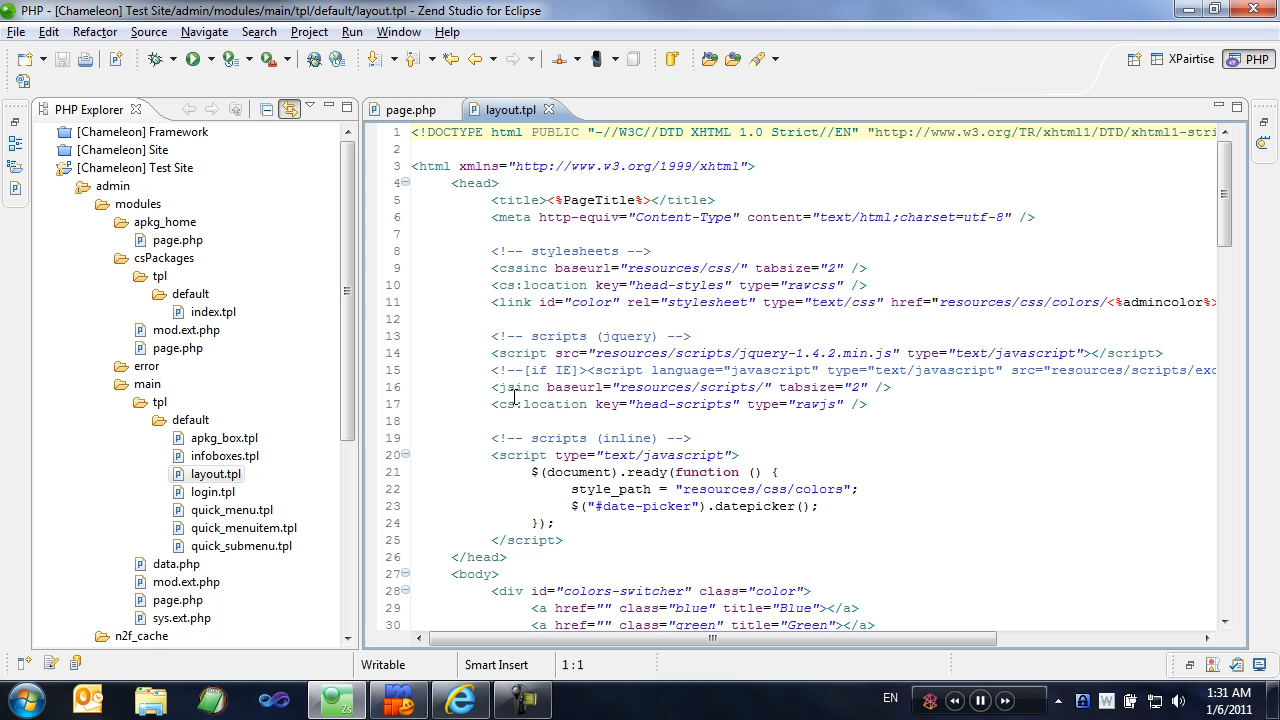 PHP - [Chameleon] Test Site/admin/modules/main/tpl/default/layout.tpl - Zend Studio for Eclipse
File Edit Refactor Source Navigate Search Project Run Window Help
XPairtise PHP
PHP Explorer
page.php layout.tpl
[Chameleon] Framework
[Chameleon] Site
[Chameleon] Test Site
admin
modules
apkg_home
page.php
csPackages
tpl
default
index.tpl
mod.ext.php
page.php
error
main
tpl
default
apkg_box.tpl
infoboxes.tpl
layout.tpl
login.tpl
quick_menu.tpl
quick_menuitem.tpl
quick_submenu.tpl
data.php
mod.ext.php
page.php
sys.ext.php
n2f_cache
1 <!DOCTYPE html PUBLIC "-//W3C//DTD XHTML 1.0 Strict//EN" "http://www.w3.org/TR/xhtml1/DTD/xhtml1-stri
2
3 <html xmlns="http://www.w3.org/1999/xhtml">
4 <head>
5 <title><%PageTitle%></title>
6 <meta http-equiv="Content-Type" content="text/html;charset=utf-8" />
7
8 <!-- stylesheets -->
9 <cssinc baseurl="resources/css/" tabsize="2" />
10 <cs:location key="head-styles" type="rawcss" />
11 <link id="color" rel="stylesheet" type="text/css" href="resources/css/colors/<%admincolor%>
12
13 <!-- scripts (jquery) -->
14 <script src="resources/scripts/jquery-1.4.2.min.js" type="text/javascript"></script>
15 <!--[if IE]><script language="javascript" type="text/javascript" src="resources/scripts/exc
16 <jsinc baseurl="resources/scripts/" tabsize="2" />
17 <cs:location key="head-scripts" type="rawjs" />
18
19 <!-- scripts (inline) -->
20 <script type="text/javascript">
21 $(document).ready(function () {
22 style_path = "resources/css/colors";
23 $("#date-picker").datepicker();
24 });
25 </script>
26 </head>
27 <body>
28 <div id="colors-switcher" class="color">
29 <a href="" class="blue" title="Blue"></a>
30 <a href="" class="green" title="Green"></a>
Writable Smart Insert 1 : 1
EN
1:31 AM
1/6/2011